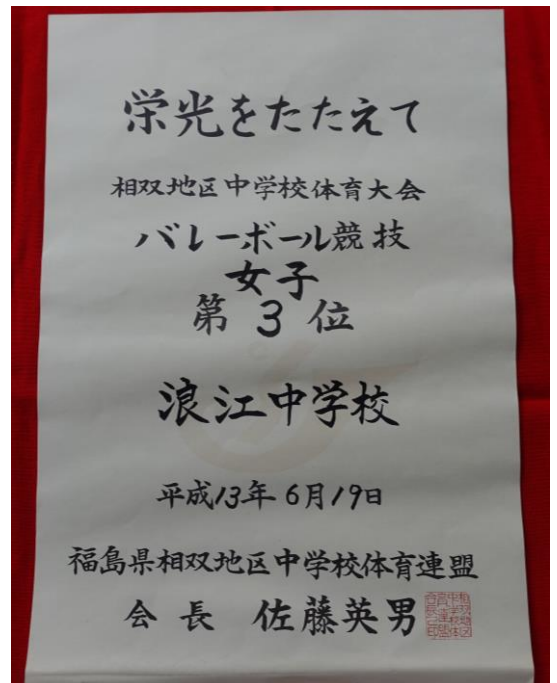 栄光をたたえて
相双地区中学校体育大会
バレーボール競技
女子
第3位
浪江中学校
平成13年6月19日
福島県相双地区中学校体育連盟
会長 佐藤英男